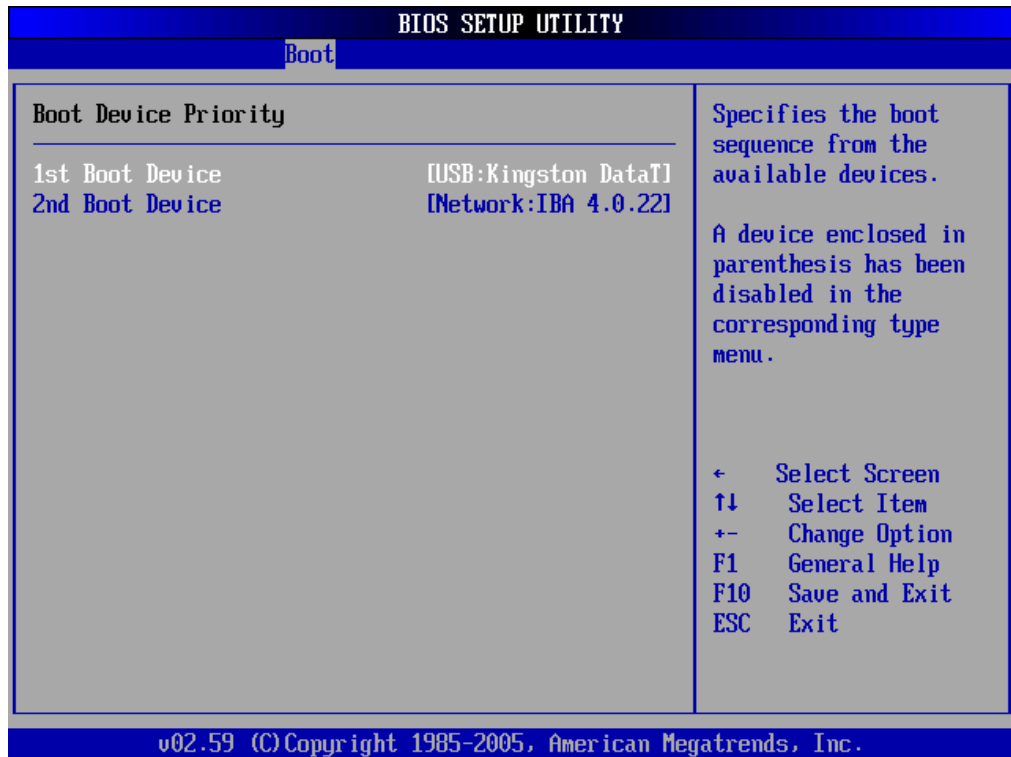 BIOS SETUP UTILITY
Boot
Boot Device Priority
1st Boot Device [USB:Kingston DataT]
2nd Boot Device [Network:IBA 4.0.22]
Specifies the boot
sequence from the
available devices.
A device enclosed in
parenthesis has been
disabled in the
corresponding type
menu.
← Select Screen
↑↓ Select Item
+- Change Option
F1 General Help
F10 Save and Exit
ESC Exit
v02.59 (C)Copyright 1985-2005, American Megatrends, Inc.